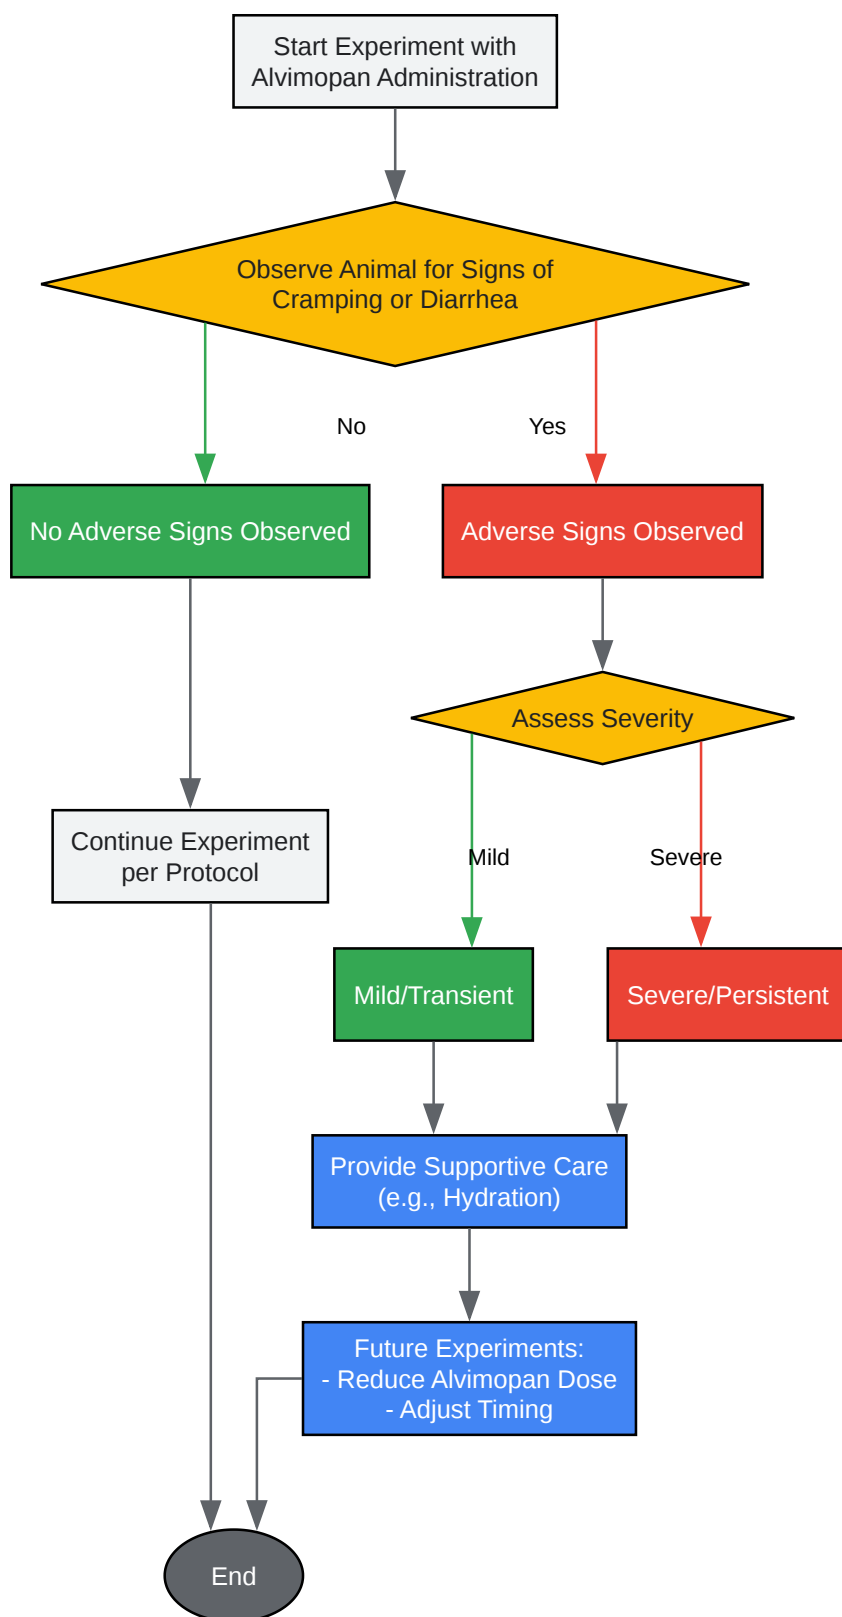 Start Experiment with
Alvimopan Administration
Observe Animal for Signs of
Cramping or Diarrhea
No
Yes
No Adverse Signs Observed
Adverse Signs Observed
Assess Severity
Continue Experiment
per Protocol
Mild
Severe
Mild/Transient
Severe/Persistent
Provide Supportive Care
(e.g., Hydration)
Future Experiments:
- Reduce Alvimopan Dose
- Adjust Timing
End